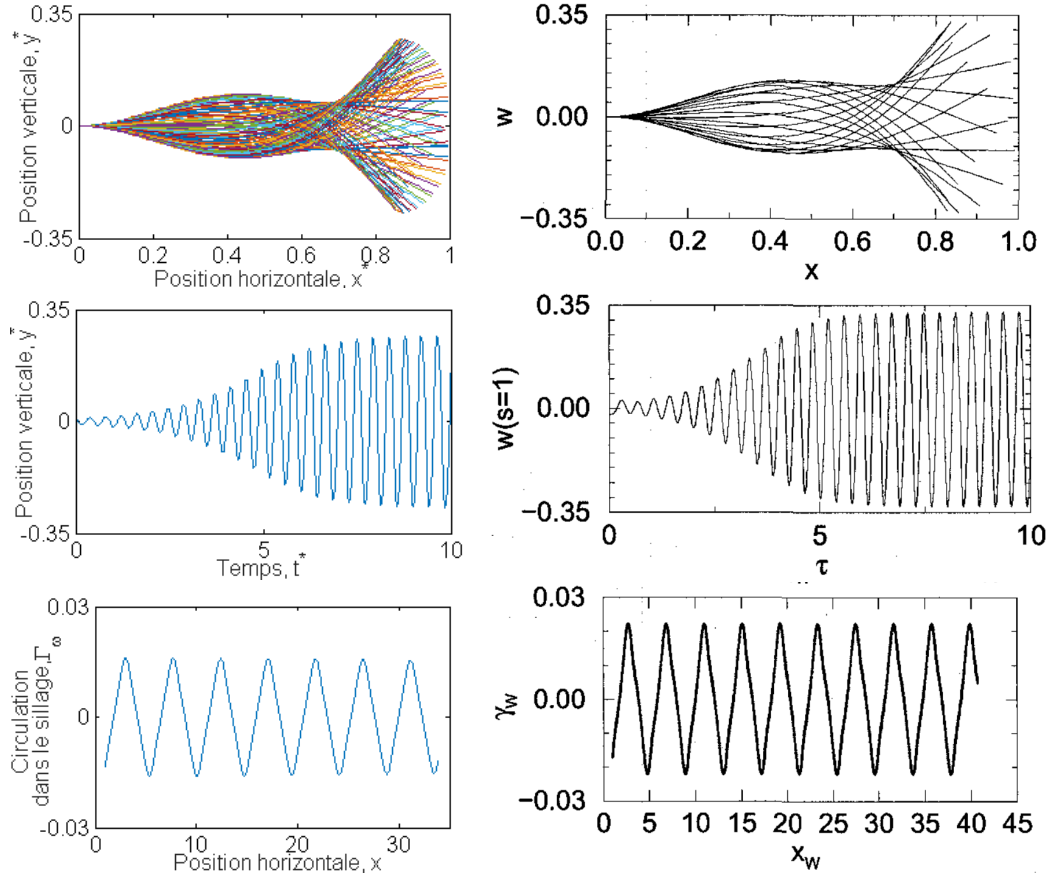 0.35
0
-0.35
Position verticale, y*
0 0.2 0.4 0.6 0.8 1
Position horizontale, x*
0.35
0.00
−0.35
w
0.0 0.2 0.4 0.6 0.8 1.0
x
0.35
0
-0.35
Position verticale, y*
0 5 10
Temps, t*
0.35
0.00
−0.35
w(s=1)
0 5 10
τ
0.03
0
-0.03
Circulation
dans le sillage,Γω
0 10 20 30
Position horizontale, x
0.03
0.00
−0.03
γw
0 5 10 15 20 25 30 35 40 45
xw